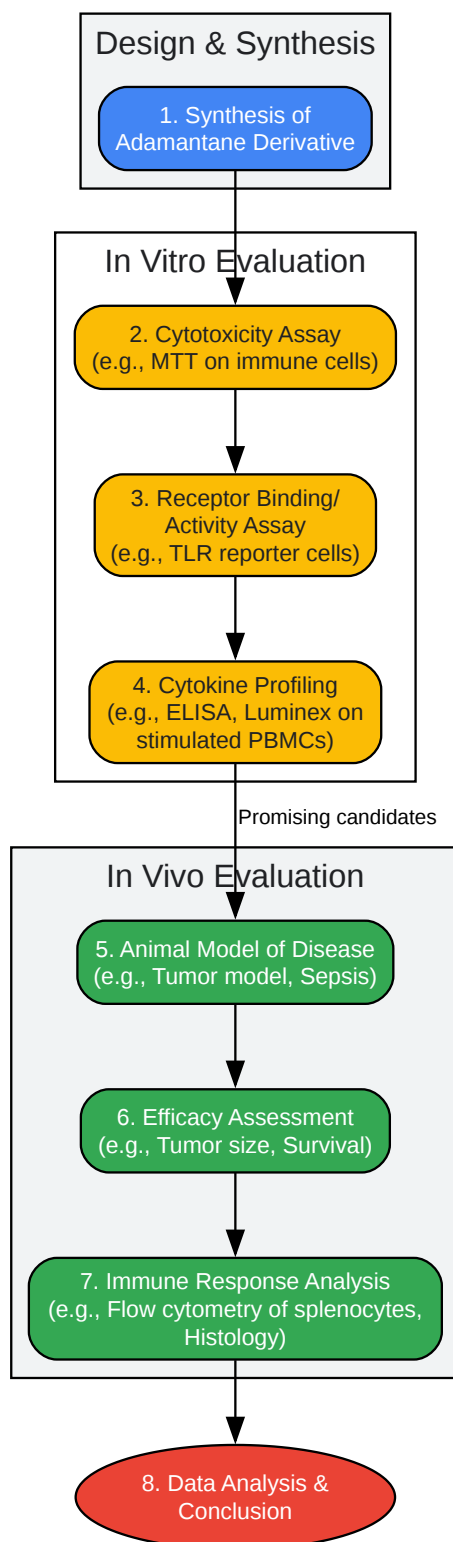 Design & Synthesis
1. Synthesis of
Adamantane Derivative
In Vitro Evaluation
2. Cytotoxicity Assay
(e.g., MTT on immune cells)
3. Receptor Binding/
Activity Assay
(e.g., TLR reporter cells)
4. Cytokine Profiling
(e.g., ELISA, Luminex on
stimulated PBMCs)
Promising candidates
In Vivo Evaluation
5. Animal Model of Disease
(e.g., Tumor model, Sepsis)
6. Efficacy Assessment
(e.g., Tumor size, Survival)
7. Immune Response Analysis
(e.g., Flow cytometry of splenocytes,
Histology)
8. Data Analysis &
Conclusion